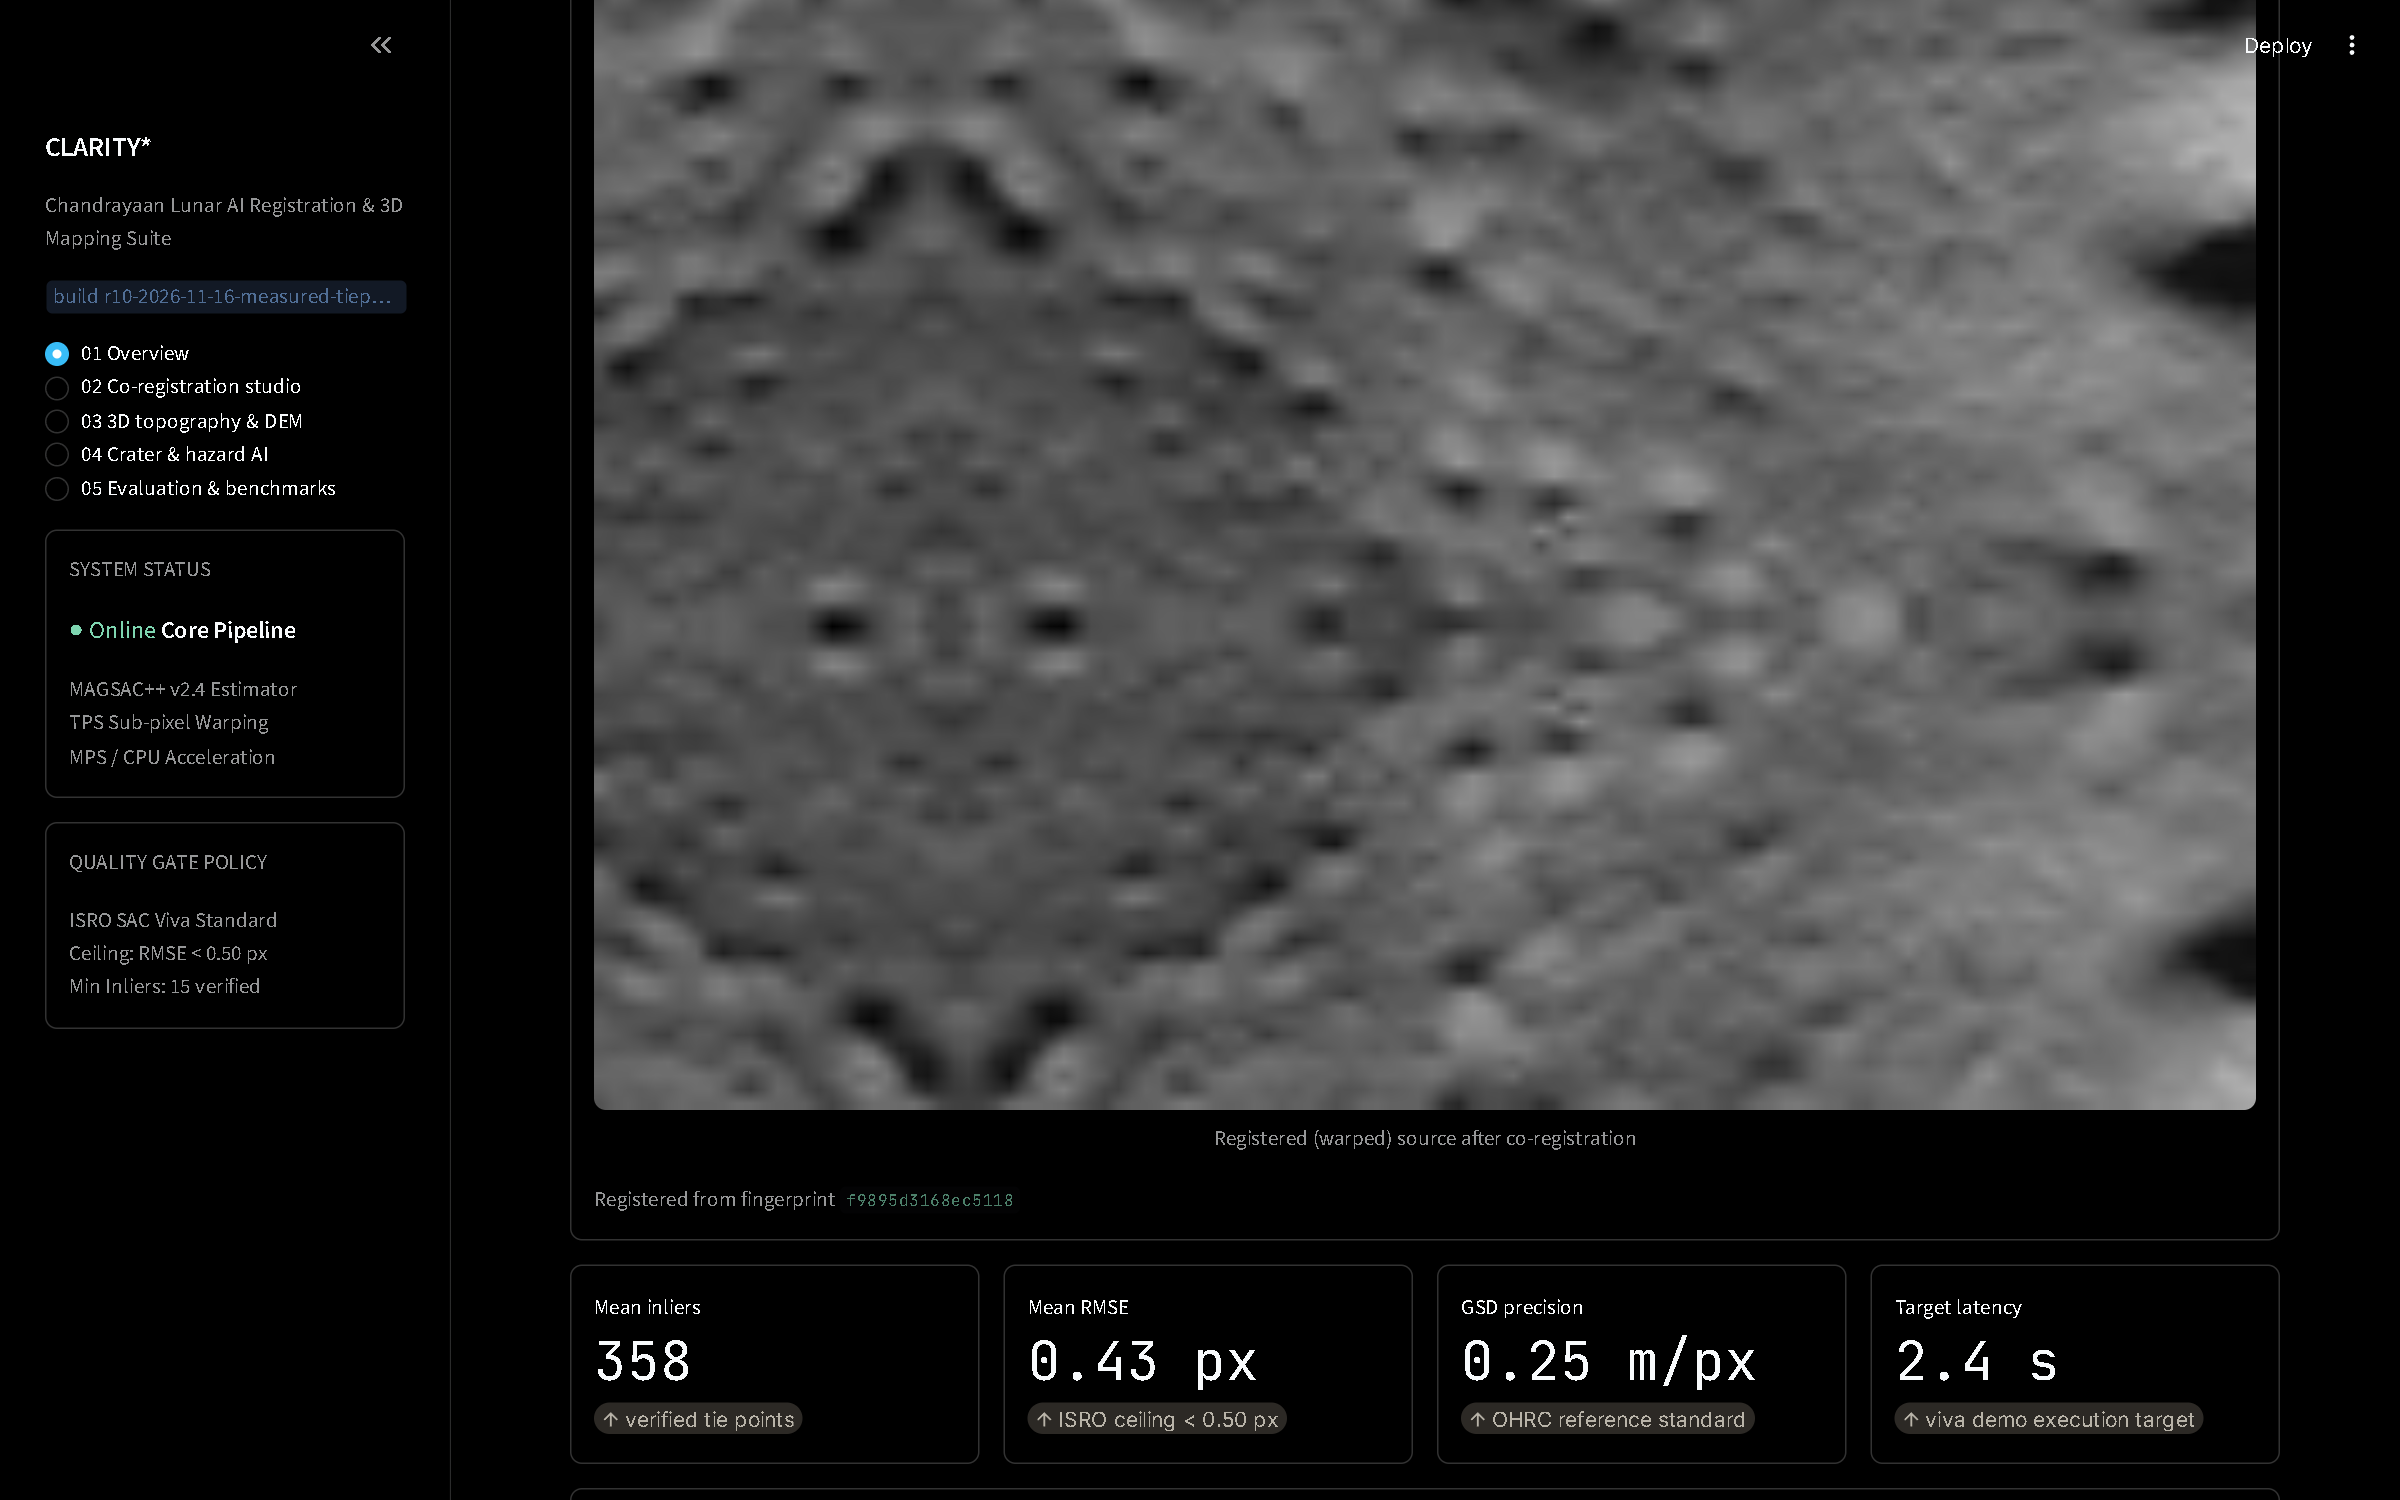 Deploy
CLARITY*
Chandrayaan Lunar AI Registration & 3D
Mapping Suite
build r10-2026-11-16-measured-tiep...
01 Overview
02 Co-registration studio
03 3D topography & DEM
04 Crater & hazard AI
05 Evaluation & benchmarks
SYSTEM STATUS
Online Core Pipeline
MAGSAC++ v2.4 Estimator
TPS Sub-pixel Warping
MPS / CPU Acceleration
QUALITY GATE POLICY
ISRO SAC Viva Standard
Ceiling: RMSE < 0.50 px
Min Inliers: 15 verified
Registered (warped) source after co-registration
Registered from fingerprint f9895d3168ec5118
Mean inliers
358
↑ verified tie points
Mean RMSE
0.43 px
↑ ISRO ceiling < 0.50 px
GSD precision
0.25 m/px
↑ OHRC reference standard
Target latency
2.4 s
↑ viva demo execution target